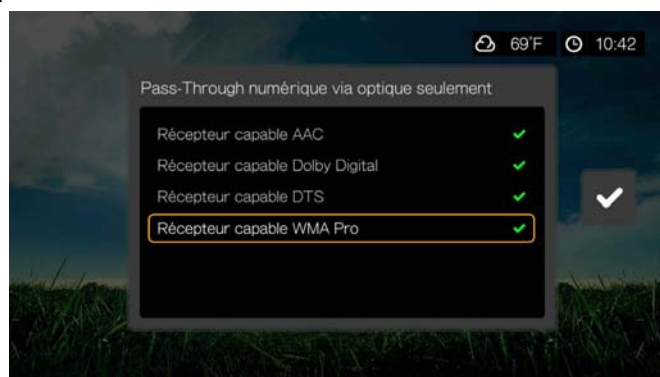 69°F 10:42
Pass-Through numérique via optique seulement
Récepteur capable AAC
Récepteur capable Dolby Digital
Récepteur capable DTS
Récepteur capable WMA Pro